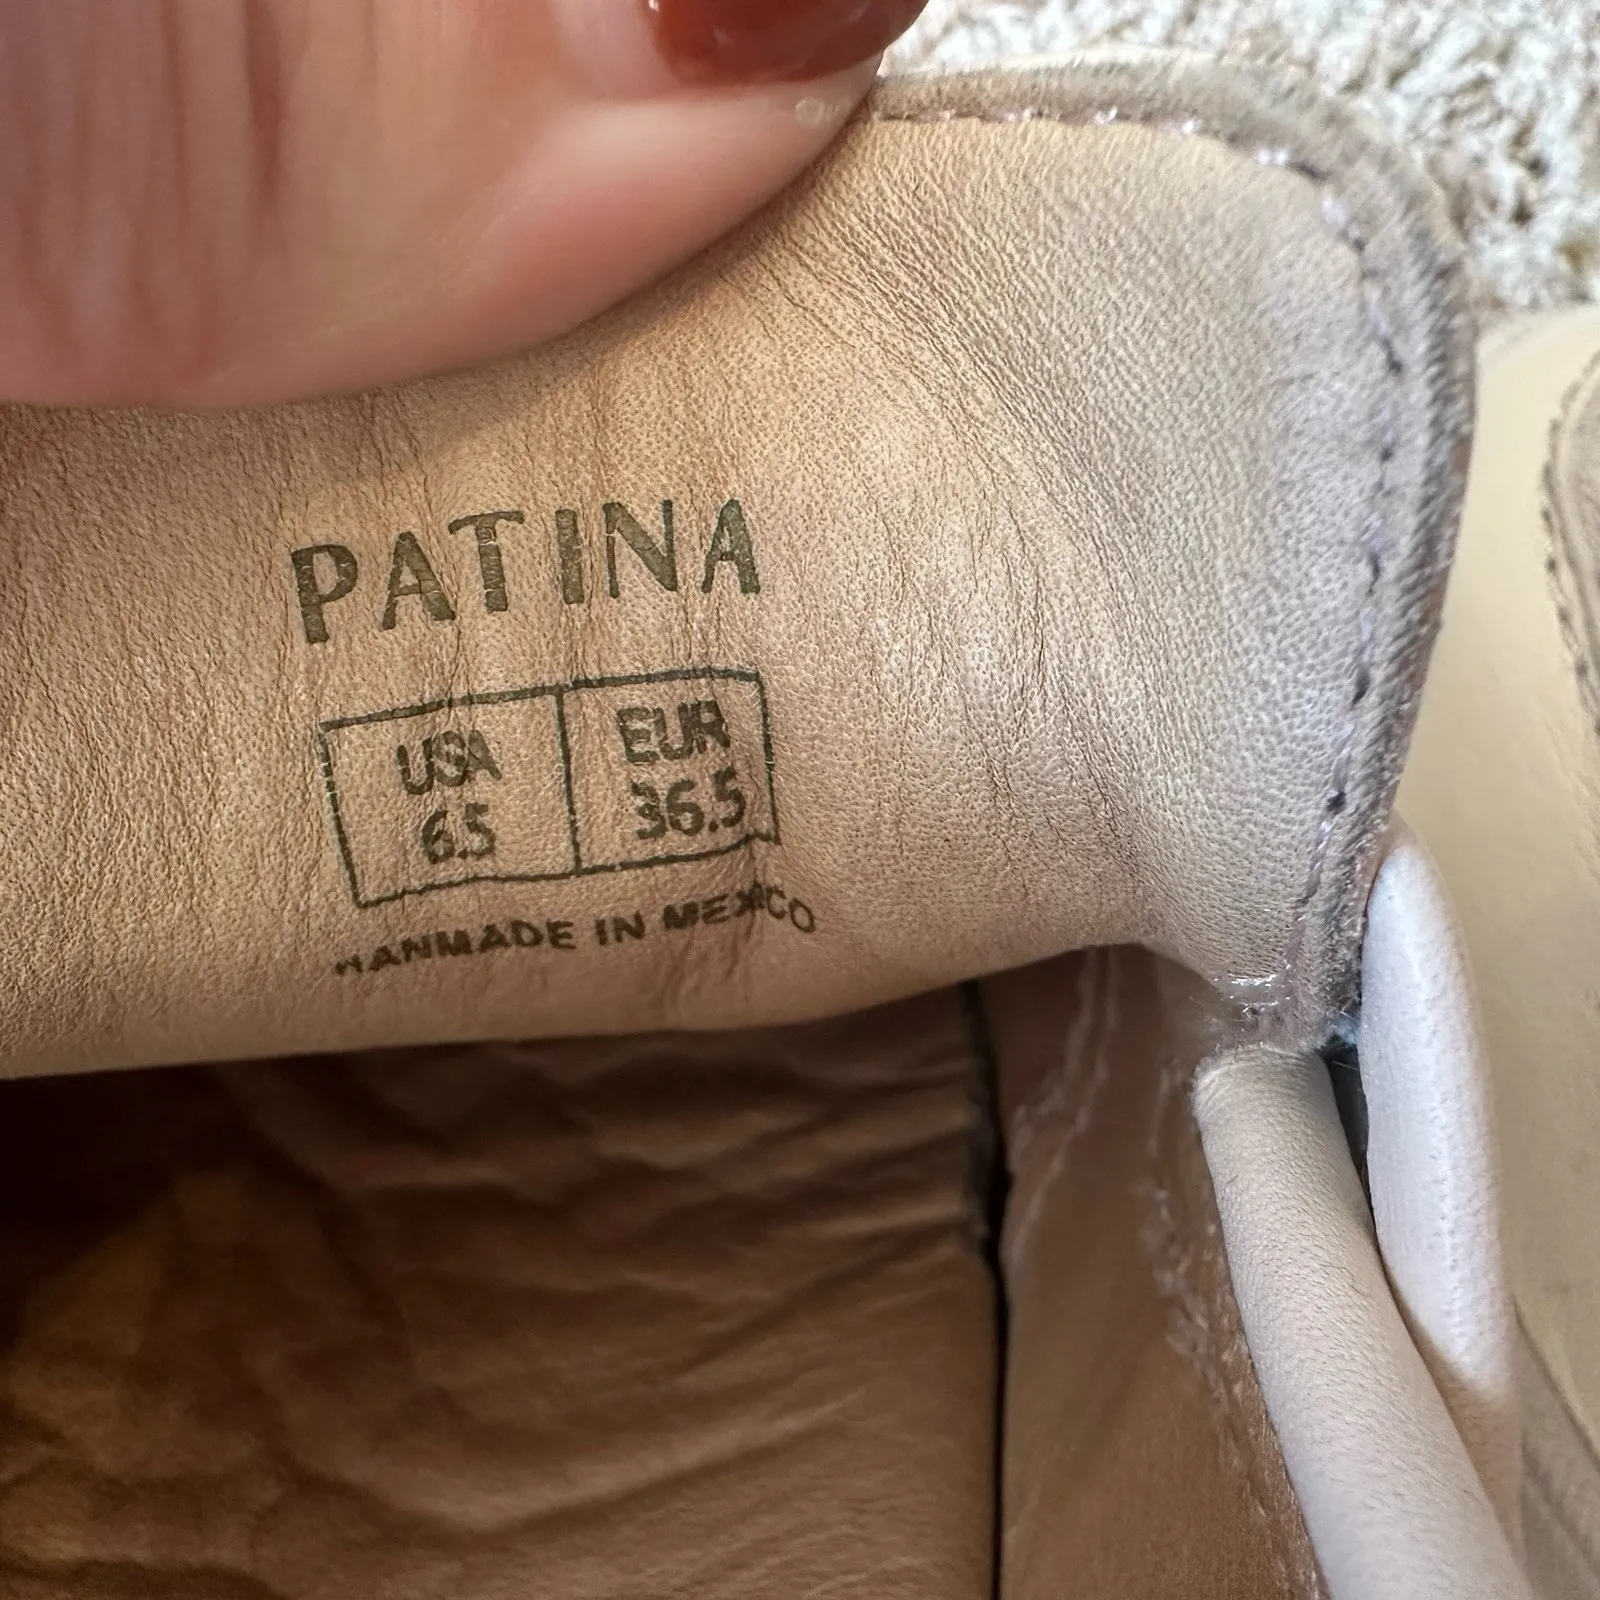 PATINA
USA EUR
6.5 36.5
HANMADE IN MEXICO